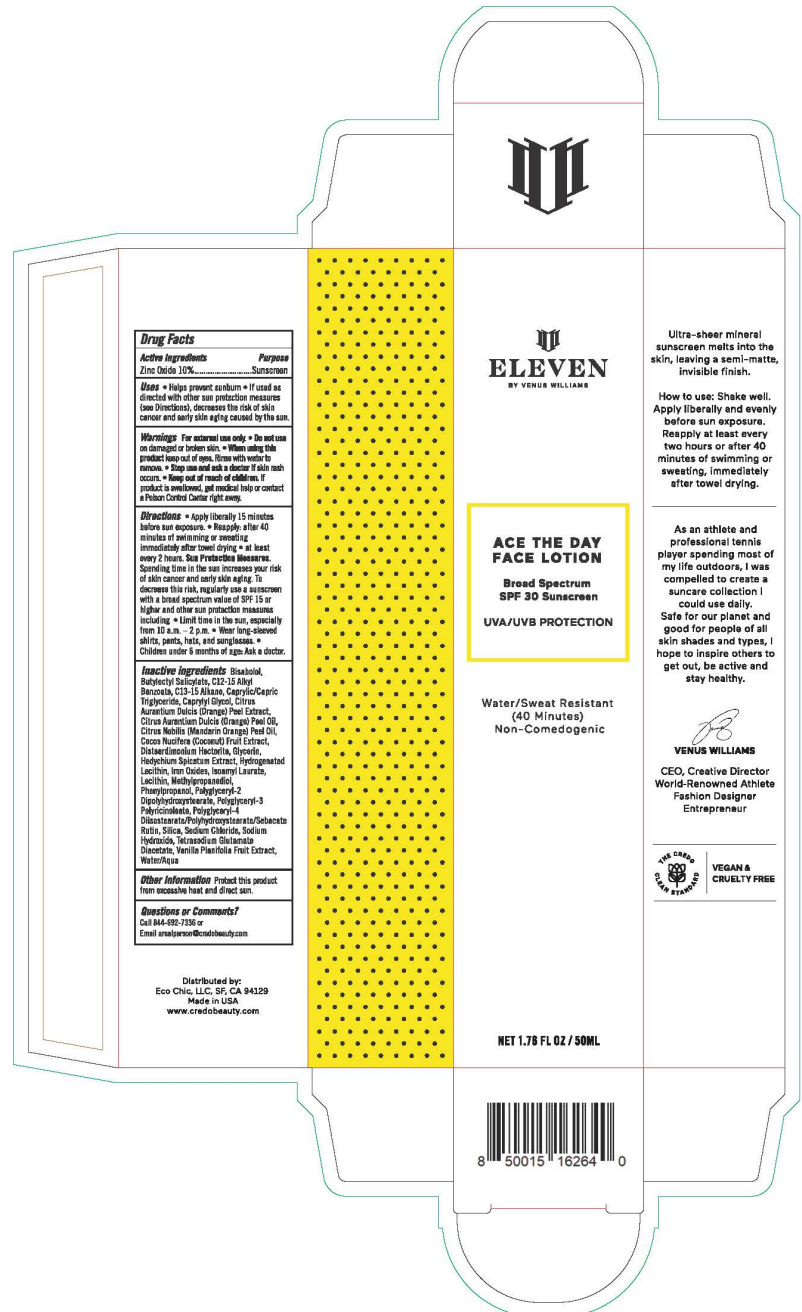 Drug Facts
Active Ingredients Purpose
Zinc Oxide 10%..........................Sunscreen
Uses • Helps prevent sunburn • If used as
directed with other sun protection measures
(see Directions), decreases the risk of skin
cancer and early skin aging caused by the sun.
Warnings For external use only. • Do not use
on damaged or broken skin. • When using this
product keep out of eyes. Rinse with water to
remove. • Stop use and ask a doctor if skin rash
occurs. • Keep out of reach of children. If
product is swallowed, get medical help or contact
a Poison Control Center right away.
Directions • Apply liberally 15 minutes
before sun exposure. • Reapply: after 40
minutes of swimming or sweating
immediately after towel drying • at least
every 2 hours. Sun Protection Measures.
Spending time in the sun increases your risk
of skin cancer and early skin aging. To
decrease this risk, regularly use a sunscreen
with a broad spectrum value of SPF 15 or
higher and other sun protection measures
including • Limit time in the sun, especially
from 10 a.m. – 2 p.m. • Wear long-sleeved
shirts, pants, hats, and sunglasses. •
Children under 6 months of age: Ask a doctor.
Inactive ingredients Bisabolol,
Butyloctyl Salicylate, C12-15 Alkyl
Benzoate, C13-15 Alkane, Caprylic/Capric
Triglyceride, Caprylyl Glycol, Citrus
Aurantium Dulcis (Orange) Peel Extract,
Citrus Aurantium Dulcis (Orange) Peel Oil,
Citrus Nobilis (Mandarin Orange) Peel Oil,
Cocos Nucifera (Coconut) Fruit Extract,
Disteardimonium Hectorite, Glycerin,
Hedychium Spicatum Extract, Hydrogenated
Lecithin, Iron Oxides, Isoamyl Laurate,
Lecithin, Methylpropanediol,
Phenylpropanol, Polyglyceryl-2
Dipolyhydroxystearate, Polyglyceryl-3
Polyricinoleate, Polyglyceryl-4
Diisostearate/Polyhydroxystearate/Sebacate
Rutin, Silica, Sodium Chloride, Sodium
Hydroxide, Tetrasodium Glutamate
Diacetate, Vanilla Planifolia Fruit Extract,
Water/Aqua
Other Information Protect this product
from excessive heat and direct sun.
Questions or Comments?
Call 844-692-7336 or
Email arealperson@credobeauty.com
Distributed by:
Eco Chic, LLC, SF, CA 94129
Made in USA
www.credobeauty.com
ELEVEN
BY VENUS WILLIAMS
ACE THE DAY
FACE LOTION
Broad Spectrum
SPF 30 Sunscreen
UVA/UVB PROTECTION
Water/Sweat Resistant
(40 Minutes)
Non-Comedogenic
NET 1.76 FL OZ / 50ML
8 50015 16264 0
Ultra-sheer mineral
sunscreen melts into the
skin, leaving a semi-matte,
invisible finish.
How to use: Shake well.
Apply liberally and evenly
before sun exposure.
Reapply at least every
two hours or after 40
minutes of swimming or
sweating, immediately
after towel drying.
As an athlete and
professional tennis
player spending most of
my life outdoors, I was
compelled to create a
suncare collection I
could use daily.
Safe for our planet and
good for people of all
skin shades and types, I
hope to inspire others to
get out, be active and
stay healthy.
VENUS WILLIAMS
CEO, Creative Director
World-Renowned Athlete
Fashion Designer
Entrepreneur
THE CREDO
CLEAN STANDARD
VEGAN &
CRUELTY FREE